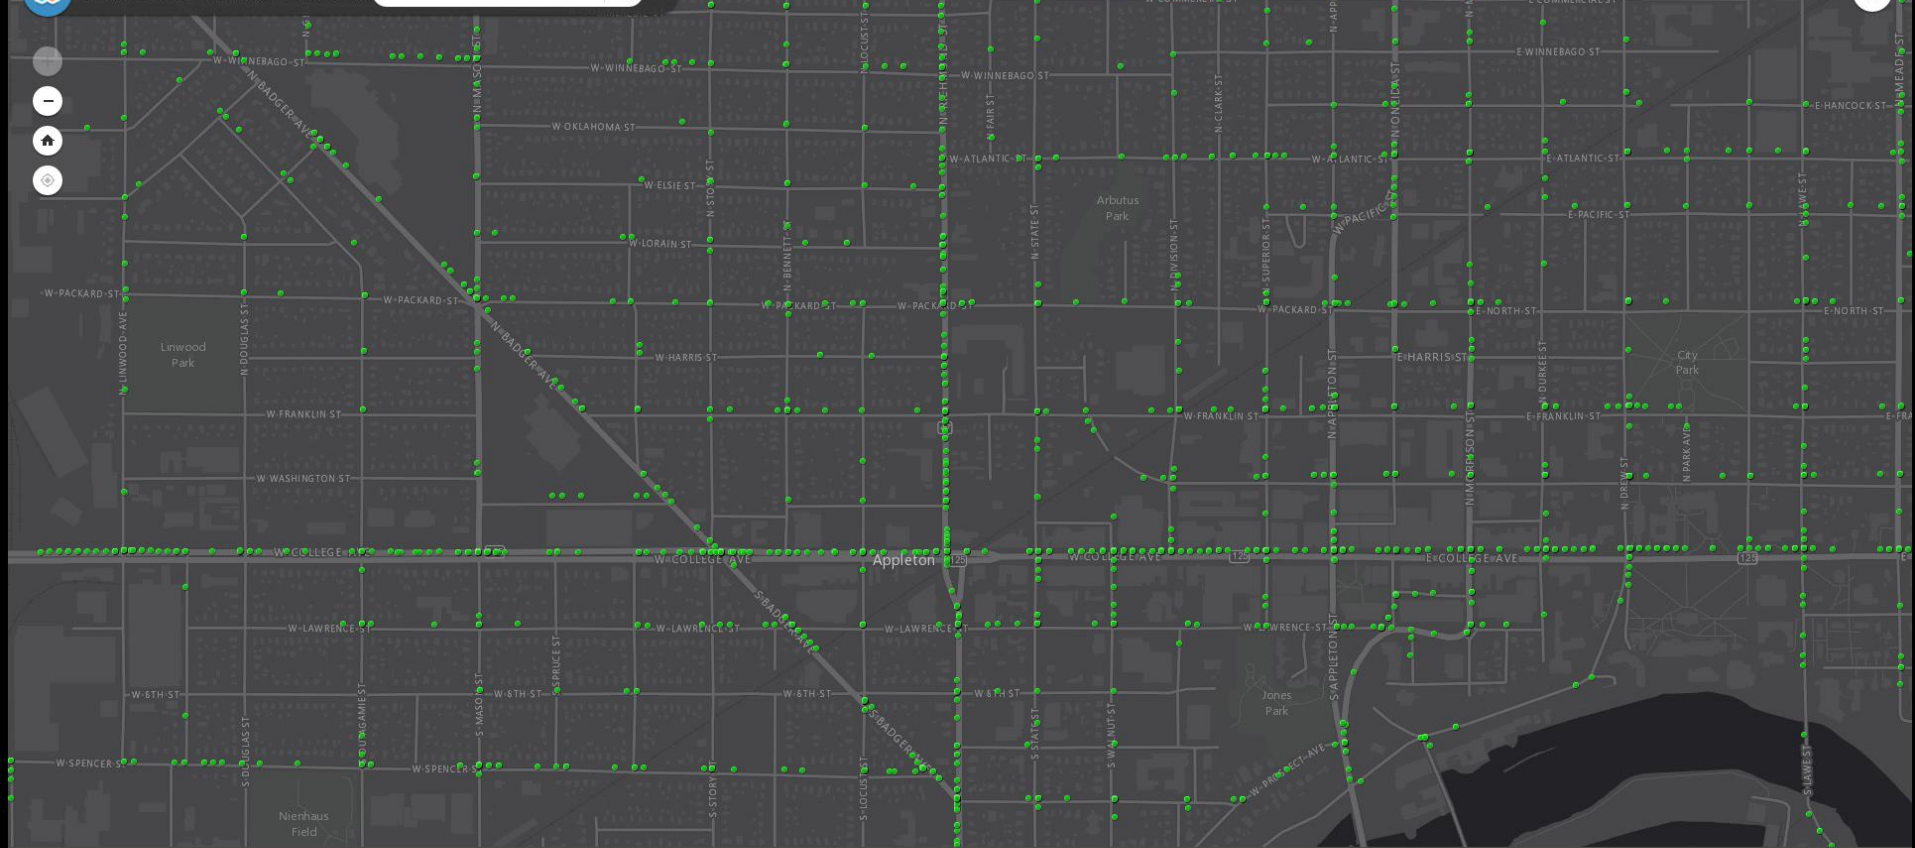 E WINNEBAGO ST
W-WINNEBAGO-ST
W-WINNEBAGO-ST
W-WINNEBAGO ST
N-BADGER-AVE
N-MASON-ST
N-RICHMOND-ST
N FAIR ST
N-CLARK-ST
N-ONEIDA-ST
E-HANCOCK-ST
N-MEADE-ST
W OKLAHOMA ST
W-ATLANTIC-ST
W-ATLANTIC-ST
E-ATLANTIC-ST
W-ELSIE ST
N-STORY-ST
N-LOCUST-ST
Arbutus
Park
W-PACIFIC-ST
E-PACIFIC-ST
N-LAWE-ST
W-LORAIN ST
N-BENNETT-ST
N-STATE-ST
N-DIVISION-ST
N-SUPERIOR-ST
W-PACKARD-ST
W-PACKARD-ST
W-PACKARD-ST
W-PACKARD-ST
W-PACKARD-ST
E-NORTH-ST
E-NORTH-ST
N-LINWOOD-AVE
Linwood
Park
N-DOUGLAS-ST
N-BADGER-AVE
W-HARRIS ST
E-HARRIS ST
N-DURKEE-ST
City
Park
N-APPLETON-ST
W-FRANKLIN ST
W-FRANKLIN ST
E-FRANKLIN-ST
N-MORRISON-ST
N-DREW-ST
N-PARK-AVE
W WASHINGTON ST
W-COLLEGE
W-COLLEGE-AVE
Appleton
125
W-COLLEGE-AVE
125
E-COLLEGE-AVE
125
S-BADGER-AVE
W-LAWRENCE-ST
W-LAWRENCE-ST
W-LAWRENCE-ST
W-LAWRENCE-ST
SPRUCE-ST
S-APPLETON-ST
W-6TH-ST
W-6TH-ST
W-6TH-ST
W 6TH ST
S-OUTAGAMIE-ST
S-MASON-ST
S-BADGER-AVE
S-STATE-ST
S-WALNUT-ST
Jones
Park
S-DOUGLAS-ST
W-SPENCER-ST
W-SPENCER-ST
S-STORY-ST
S-LOCUST-ST
W-PROSPECT-AVE
S-LAWE-ST
Nienhaus
Field